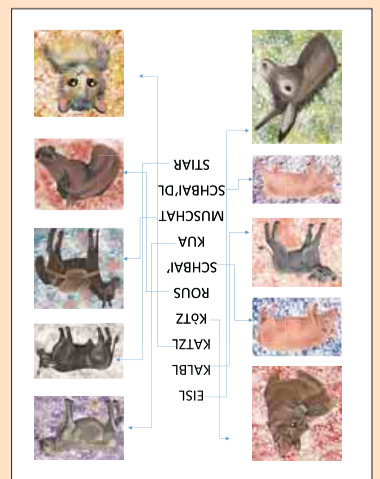 EISL
KALBL
KATZL
KöTZ
ROUS
SCHBAI'
KUA
MUSCHAT
SCHBAI'DL
STIAR